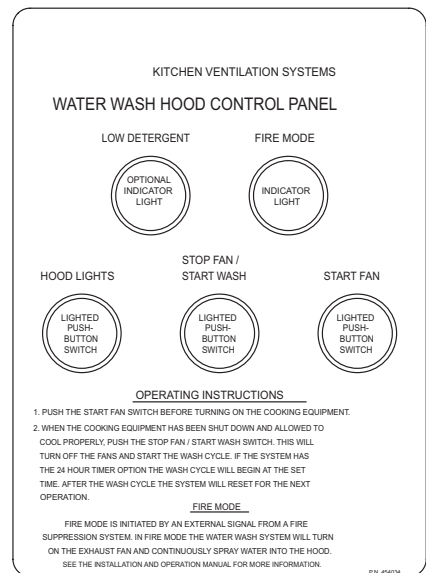 KITCHEN VENTILATION SYSTEMS
WATER WASH HOOD CONTROL PANEL
LOW DETERGENT
FIRE MODE
OPTIONAL
INDICATOR
LIGHT
INDICATOR
LIGHT
HOOD LIGHTS
STOP FAN /
START WASH
START FAN
LIGHTED
PUSH-
BUTTON
SWITCH
LIGHTED
PUSH-
BUTTON
SWITCH
LIGHTED
PUSH-
BUTTON
SWITCH
OPERATING INSTRUCTIONS
1. PUSH THE START FAN SWITCH BEFORE TURNING ON THE COOKING EQUIPMENT.
2. WHEN THE COOKING EQUIPMENT HAS BEEN SHUT DOWN AND ALLOWED TO
COOL PROPERLY, PUSH THE STOP FAN / START WASH SWITCH. THIS WILL
TURN OFF THE FANS AND START THE WASH CYCLE. IF THE SYSTEM HAS
THE 24 HOUR TIMER OPTION THE WASH CYCLE WILL BEGIN AT THE SET
TIME. AFTER THE WASH CYCLE THE SYSTEM WILL RESET FOR THE NEXT
OPERATION.
FIRE MODE
FIRE MODE IS INITIATED BY AN EXTERNAL SIGNAL FROM A FIRE
SUPPRESSION SYSTEM. IN FIRE MODE THE WATER WASH SYSTEM WILL TURN
ON THE EXHAUST FAN AND CONTINUOUSLY SPRAY WATER INTO THE HOOD.
SEE THE INSTALLATION AND OPERATION MANUAL FOR MORE INFORMATION.
P.N. 454034